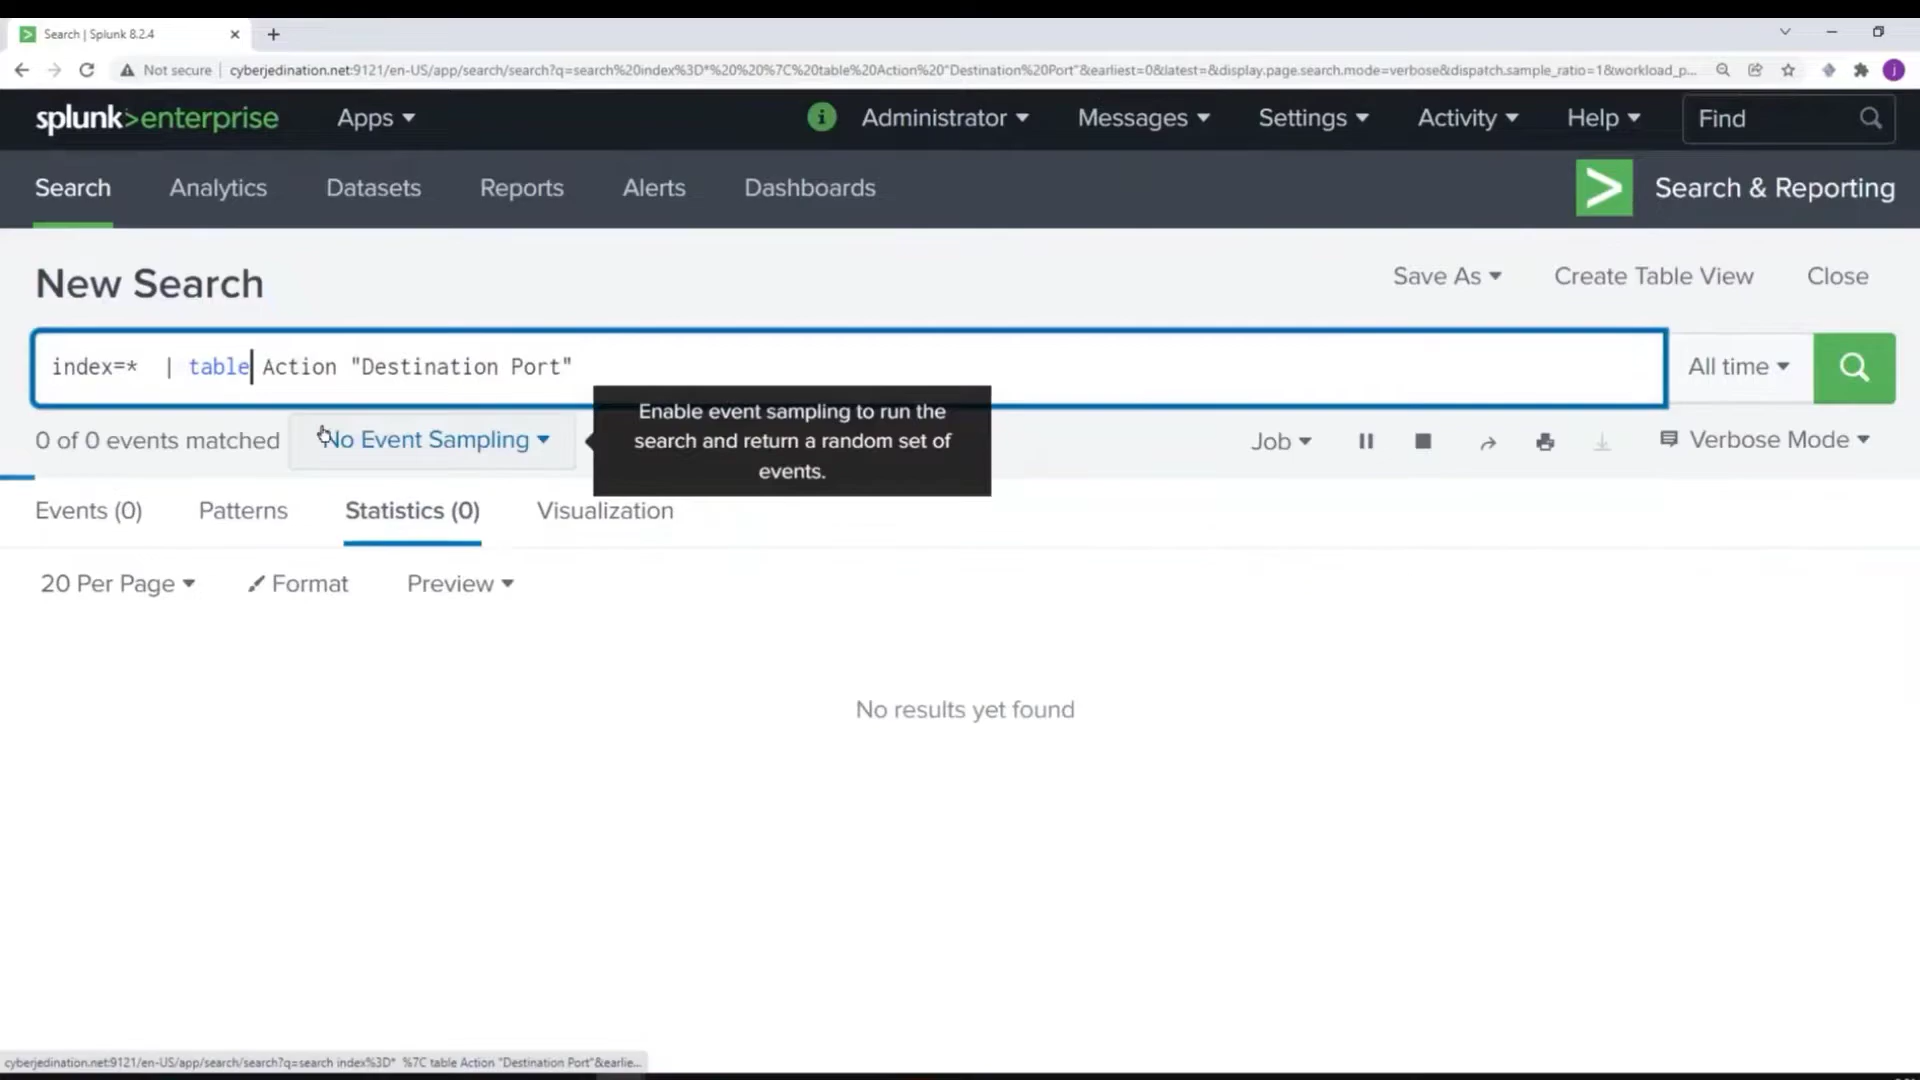 Search | Splunk 8.2.4
Not secure | cyberjedination.net:9121/en-US/app/search/search?q=search%20index%3D*%20%20%7C%20table%20Action%20"Destination%20Port"&earliest=0&latest=&display.page.search.mode=verbose&dispatch.sample_ratio=1&workload_p...
j
splunk>enterprise Apps i Administrator Messages Settings Activity Help Find
Search Analytics Datasets Reports Alerts Dashboards > Search & Reporting
New Search Save As Create Table View Close
index=*  | table Action "Destination Port" All time
0 of 0 events matched No Event Sampling Job Verbose Mode
Enable event sampling to run the
search and return a random set of
events.
Events (0) Patterns Statistics (0) Visualization
20 Per Page Format Preview
No results yet found
cyberjedination.net:9121/en-US/app/search/search?q=search index%3D*  %7C table Action "Destination Port"&earlie...